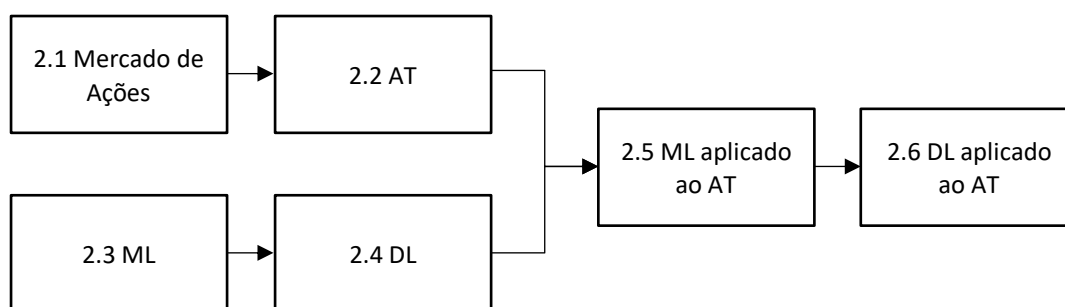 2.1 Mercado de
Ações
2.2 AT
2.3 ML
2.4 DL
2.5 ML aplicado
ao AT
2.6 DL aplicado
ao AT